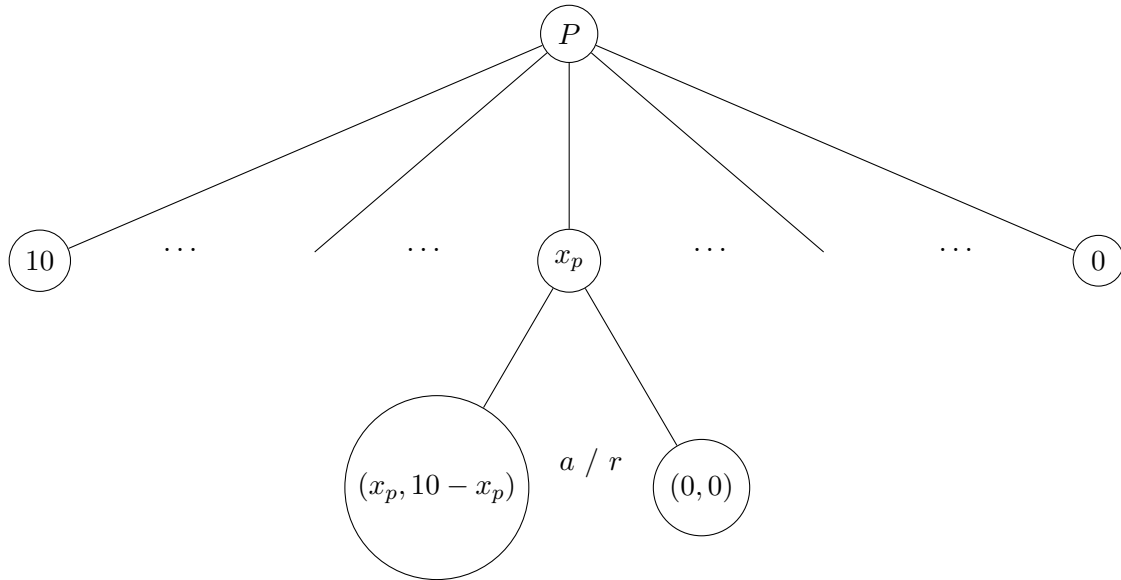 P
10 ... ... x_p ... ... 0
a / r
(x_p, 10 − x_p) (0, 0)